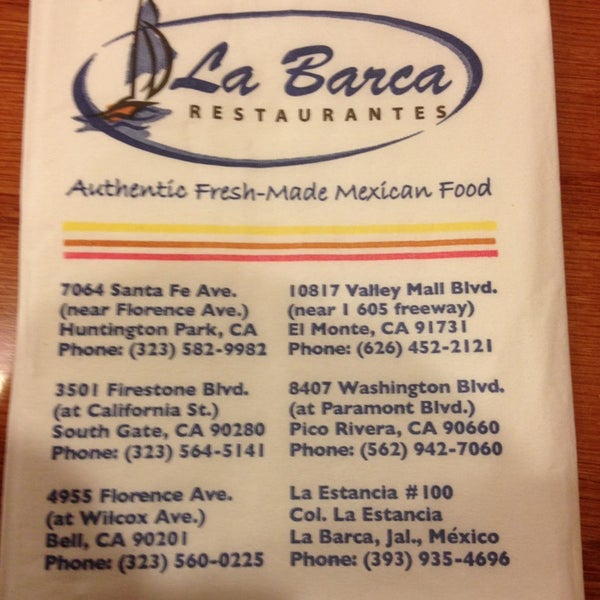 La Barca
RESTAURANTES
Authentic Fresh-Made Mexican Food
7064 Santa Fe Ave.
(near Florence Ave.)
Huntington Park, CA
Phone: (323) 582-9982
10817 Valley Mall Blvd.
(near I 605 freeway)
El Monte, CA 91731
Phone: (626) 452-2121
3501 Firestone Blvd.
(at California St.)
South Gate, CA 90280
Phone: (323) 564-5141
8407 Washington Blvd.
(at Paramont Blvd.)
Pico Rivera, CA 90660
Phone: (562) 942-7060
4955 Florence Ave.
(at Wilcox Ave.)
Bell, CA 90201
Phone: (323) 560-0225
La Estancia #100
Col. La Estancia
La Barca, Jal., México
Phone: (393) 935-4696